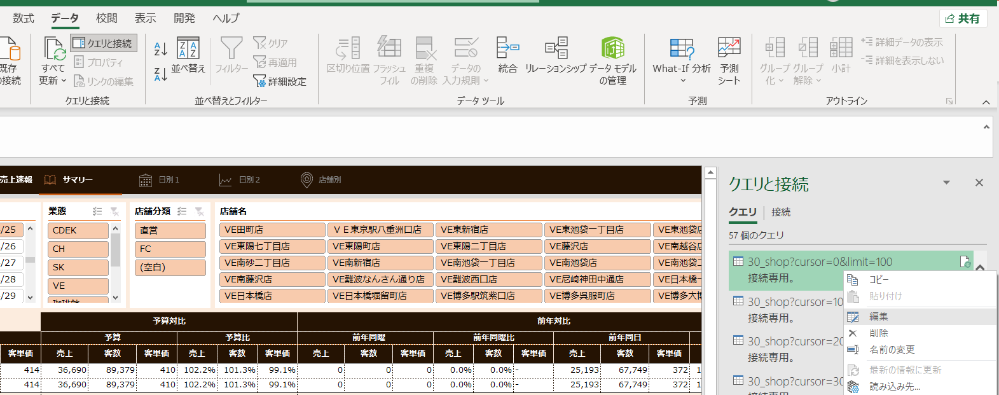 数式 データ 校閲 表示 開発 ヘルプ 共有
既存
の接続
すべて
更新
クエリと接続
プロパティ
リンクの編集
クエリと接続
並べ替え
フィルター
クリア
再適用
詳細設定
並べ替えとフィルター
区切り位置
フラッシュ
フィル
重複
の削除
データの
入力規則
統合
リレーションシップ
データ モデル
の管理
データ ツール
What-If 分析
予測
シート
予測
グループ
化
グループ
解除
小計
詳細データの表示
詳細を表示しない
アウトライン
売上速報 サマリー 日別1 日別2 店舗別
/25
/26
/27
/28
/29
業態
CDEK
CH
SK
VE
珈琲館
店舗分類
直営
FC
(空白)
店舗名
VE田町店 ＶＥ東京駅八重洲口店 VE東新宿店 VE東池袋一丁目店 VE東池袋
VE東陽七丁目店 VE東陽町店 VE東陽二丁目店 VE藤沢店 VE南越谷
VE南砂二丁目店 VE南新宿店 VE南池袋一丁目店 VE南池袋店 VE南池袋
VE南藤沢店 VE難波なんさん通り店 VE難波西口店 VE尼崎神田中通店 VE日本橋
VE日本橋店 VE日本橋堀留町店 VE博多駅筑紫口店 VE博多呉服町店 VE博多大
予算対比 前年対比
予算 予算比 前年同曜 前年同曜比 前年同日
客単価 売上 客数 客単価 売上 客数 客単価 売上 客数 客単価 売上 客数 客単価 売上 客数 客単価
414 36,690 89,379 410 102.2% 101.3% 99.1% 0 0 0 0.0% 0.0% - 25,193 67,749 372 1
414 36,690 89,379 410 102.2% 101.3% 99.1% 0 0 0 0.0% 0.0% - 25,193 67,749 372 1
クエリと接続
クエリ 接続
57 個のクエリ
30_shop?cursor=0&limit=100
接続専用。
30_shop?cursor=10
接続専用。
30_shop?cursor=20
接続専用。
30_shop?cursor=30
コピー
貼り付け
編集
削除
名前の変更
最新の情報に更新
読み込み先...